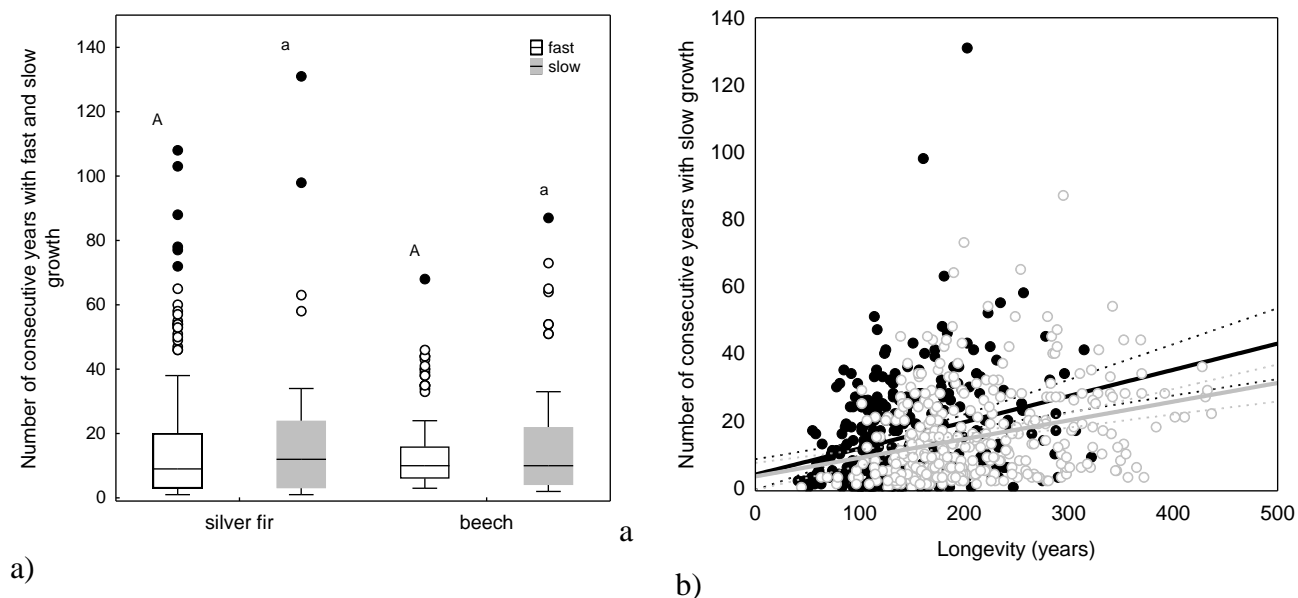 Number of consecutive years with fast and slow
growth
140
120
100
80
60
40
20
0
A
a
A
a
fast
slow
silver fir
beech
a
a)
Number of consecutive years with slow growth
140
120
100
80
60
40
20
0
0
100
200
300
400
500
Longevity (years)
b)